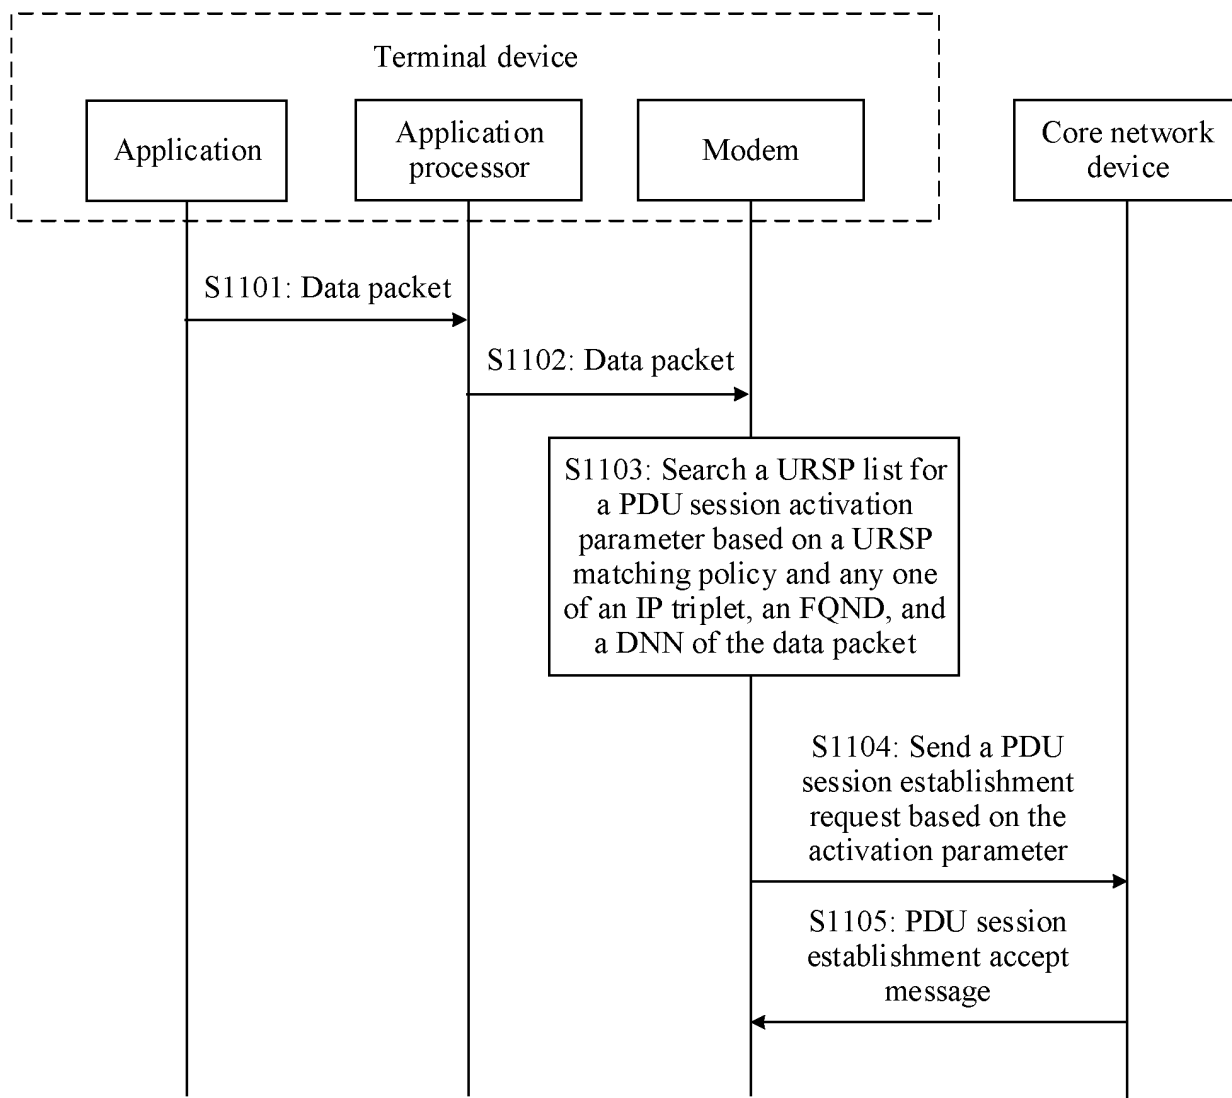 Terminal device
Application
Application
processor
Modem
Core network
device
S1101: Data packet
S1102: Data packet
S1103: Search a URSP list for
a PDU session activation
parameter based on a URSP
matching policy and any one
of an IP triplet, an FQND, and
a DNN of the data packet
S1104: Send a PDU
session establishment
request based on the
activation parameter
S1105: PDU session
establishment accept
message